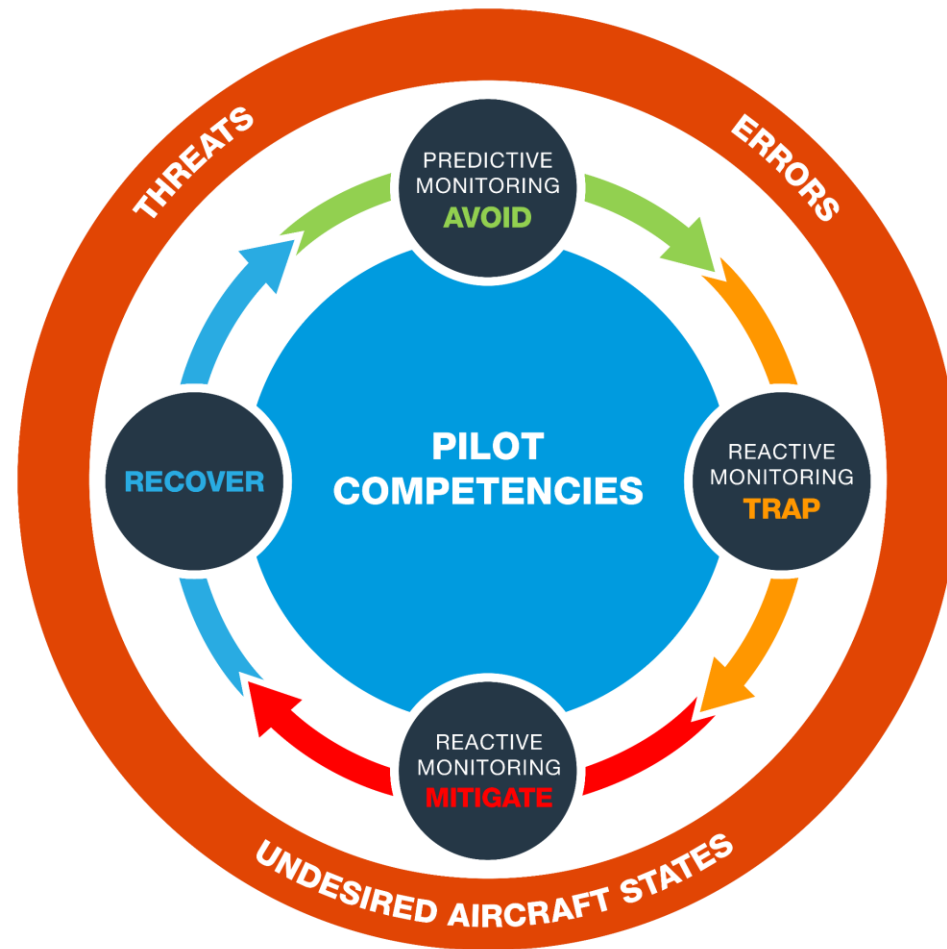 THREATS
ERRORS
PREDICTIVE
MONITORING
AVOID
RECOVER
PILOT
COMPETENCIES
REACTIVE
MONITORING
TRAP
REACTIVE
MONITORING
MITIGATE
UNDESIRED AIRCRAFT STATES